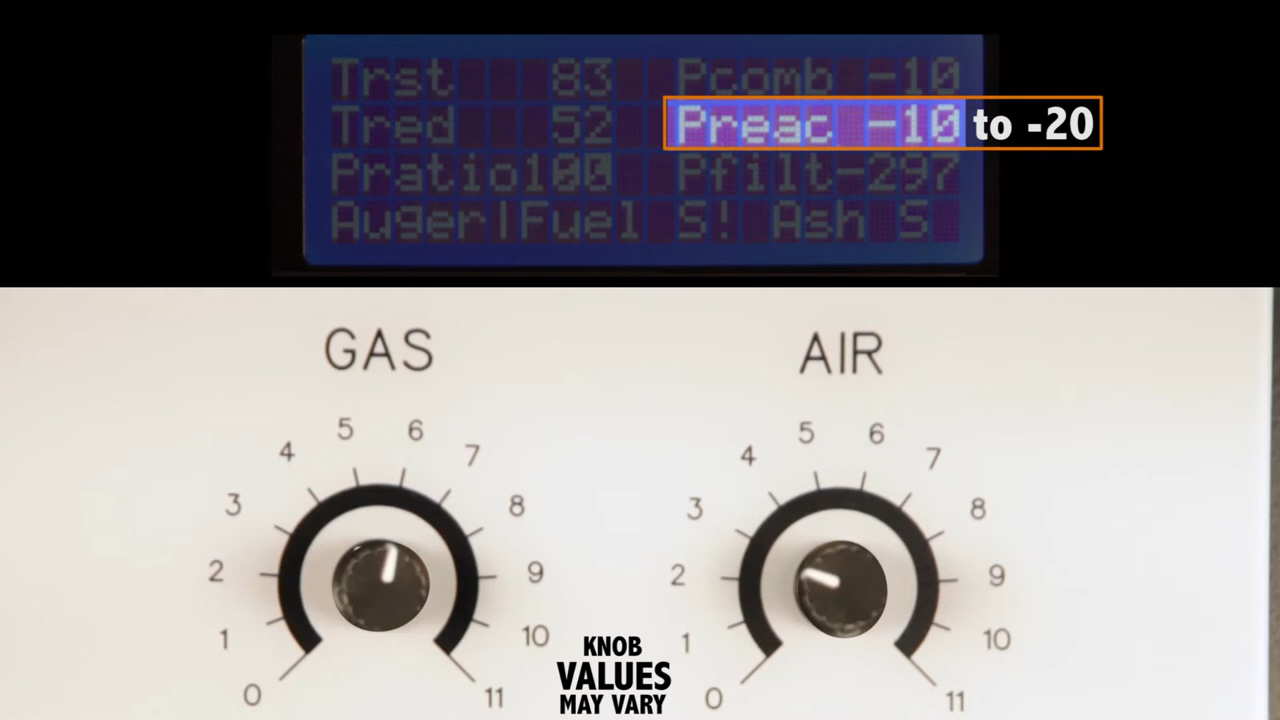 Trst 83 Pcomb -10
Tred 52 Preac -10 to -20
Pratio100 Pfilt-297
Auger|Fuel S! Ash S
GAS AIR
0 1 2 3 4 5 6 7 8 9 10 11
0 1 2 3 4 5 6 7 8 9 10 11
KNOB
VALUES
MAY VARY